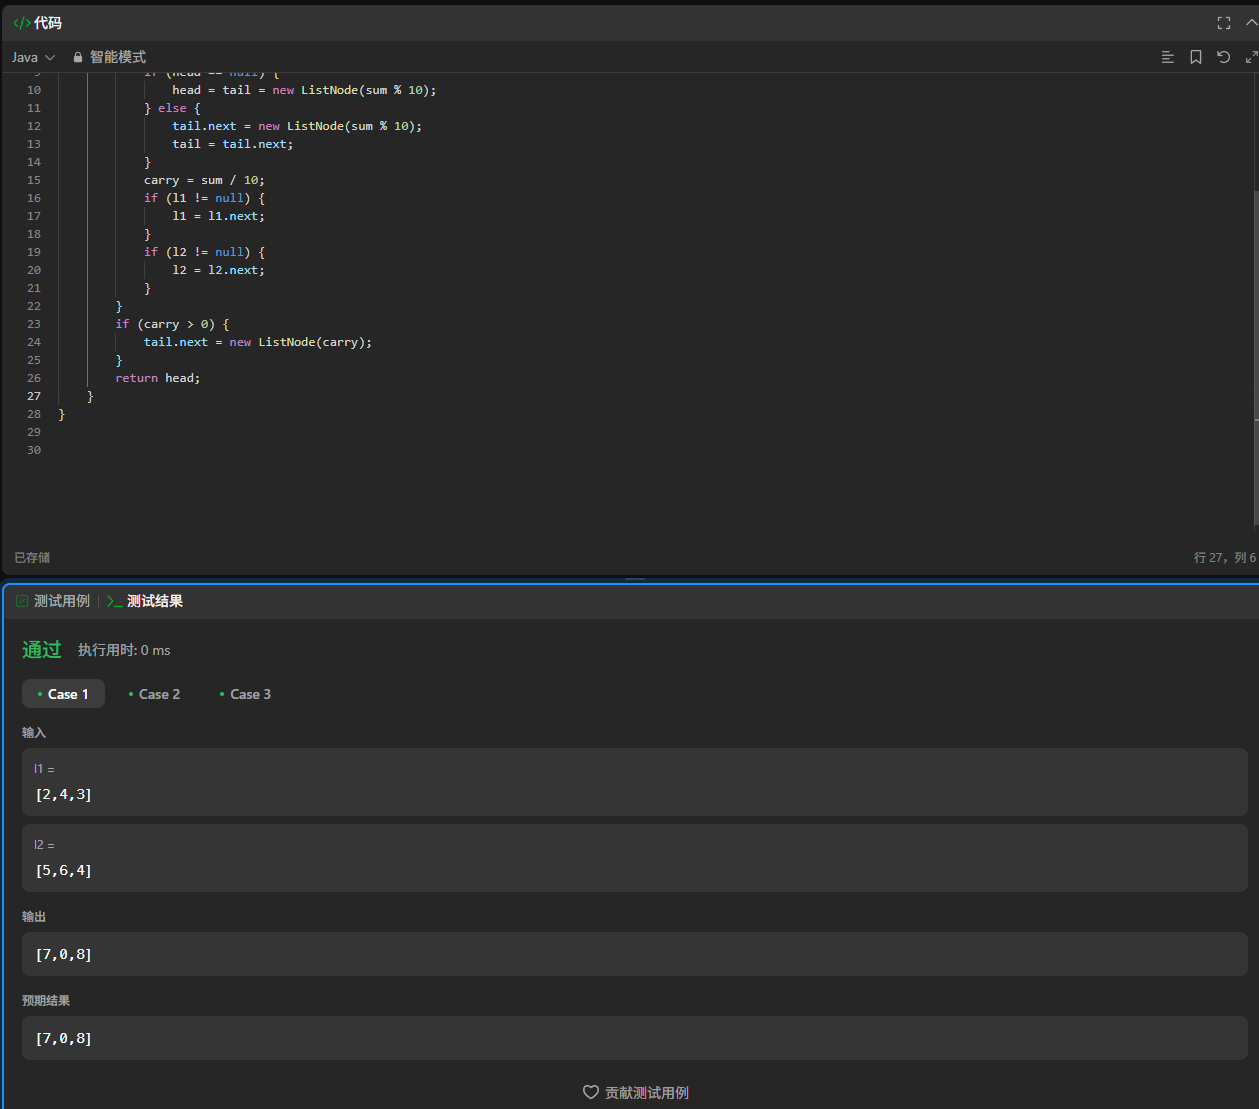 </> 代码
Java 智能模式
9 if (head == null) {
10 head = tail = new ListNode(sum % 10);
11 } else {
12 tail.next = new ListNode(sum % 10);
13 tail = tail.next;
14 }
15 carry = sum / 10;
16 if (l1 != null) {
17 l1 = l1.next;
18 }
19 if (l2 != null) {
20 l2 = l2.next;
21 }
22 }
23 if (carry > 0) {
24 tail.next = new ListNode(carry);
25 }
26 return head;
27 }
28 }
29
30
已存储 行 27，列 6
测试用例 | >_ 测试结果
通过 执行用时: 0 ms
• Case 1 • Case 2 • Case 3
输入
l1 =
[2,4,3]
l2 =
[5,6,4]
输出
[7,0,8]
预期结果
[7,0,8]
贡献测试用例